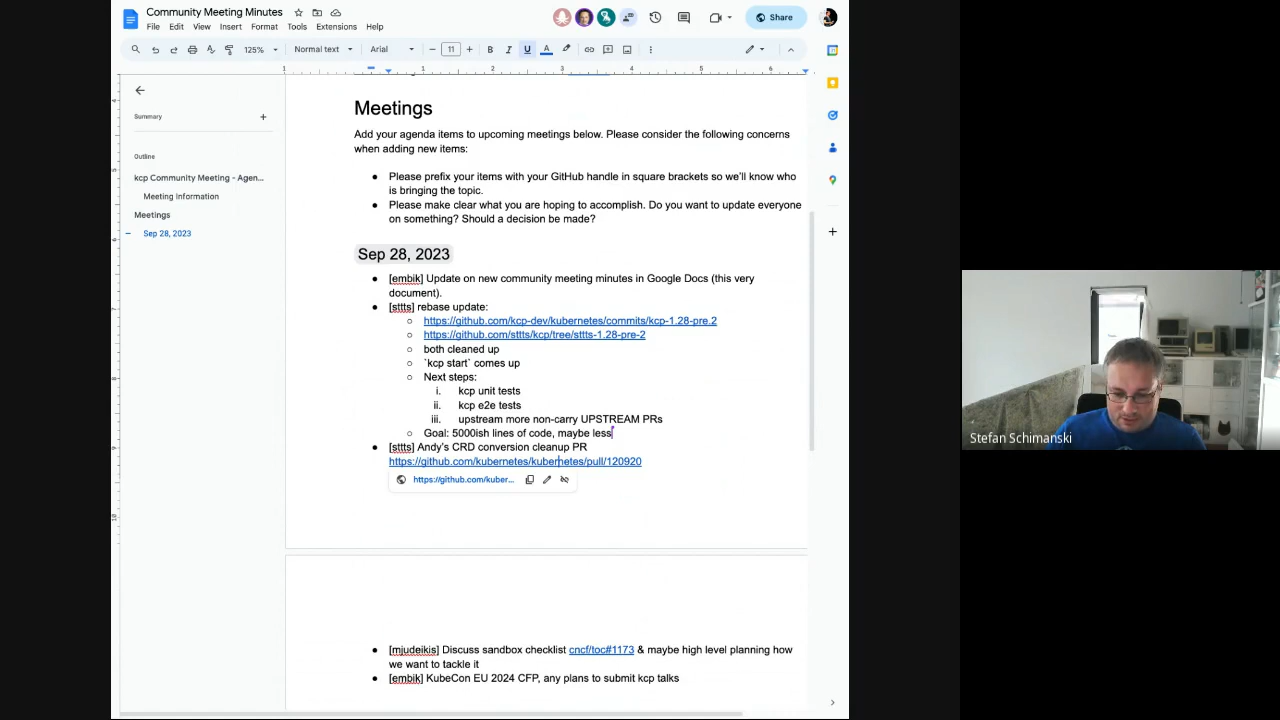 Community Meeting Minutes
File Edit View Insert Format Tools Extensions Help
Share
125% Normal text Arial 11
Summary
Outline
kcp Community Meeting - Agen...
Meeting Information
Meetings
Sep 28, 2023
Meetings
Add your agenda items to upcoming meetings below. Please consider the following concerns
when adding new items:
● Please prefix your items with your GitHub handle in square brackets so we'll know who
is bringing the topic.
● Please make clear what you are hoping to accomplish. Do you want to update everyone
on something? Should a decision be made?
Sep 28, 2023
● [embik] Update on new community meeting minutes in Google Docs (this very
document).
● [sttts] rebase update:
○ https://github.com/kcp-dev/kubernetes/commits/kcp-1.28-pre.2
○ https://github.com/sttts/kcp/tree/sttts-1.28-pre-2
○ both cleaned up
○ `kcp start` comes up
○ Next steps:
i. kcp unit tests
ii. kcp e2e tests
iii. upstream more non-carry UPSTREAM PRs
○ Goal: 5000ish lines of code, maybe less
● [sttts] Andy's CRD conversion cleanup PR
https://github.com/kubernetes/kubernetes/pull/120920
https://github.com/kuber...
● [mjudeikis] Discuss sandbox checklist cncf/toc#1173 & maybe high level planning how
we want to tackle it
● [embik] KubeCon EU 2024 CFP, any plans to submit kcp talks
Stefan Schimanski